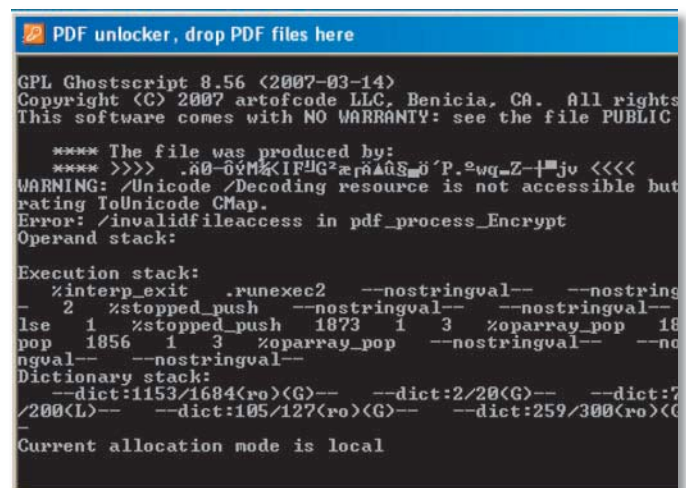 PDF unlocker, drop PDF files here
GPL Ghostscript 8.56 (2007-03-14)
Copyright (C) 2007 artofcode LLC, Benicia, CA. All rights
This software comes with NO WARRANTY: see the file PUBLIC
**** The file was produced by:
**** >>>> <<<<
WARNING: /Unicode /Decoding resource is not accessible but
rating ToUnicode CMap.
Error: /invalidfileaccess in pdf_process_Encrypt
Operand stack:
Execution stack:
%interp_exit .runexec2 --nostringval-- --nostring
- 2 %stopped_push --nostringval-- --nostringval--
lse 1 %stopped_push 1873 1 3 %oparray_pop 18
pop 1856 1 3 %oparray_pop --nostringval-- --no
ngval-- --nostringval--
Dictionary stack:
--dict:1153/1684(ro)(G)-- --dict:2/20(G)-- --dict:7
/200(L)-- --dict:105/127(ro)(G)-- --dict:259/300(ro)(G
-
Current allocation mode is local